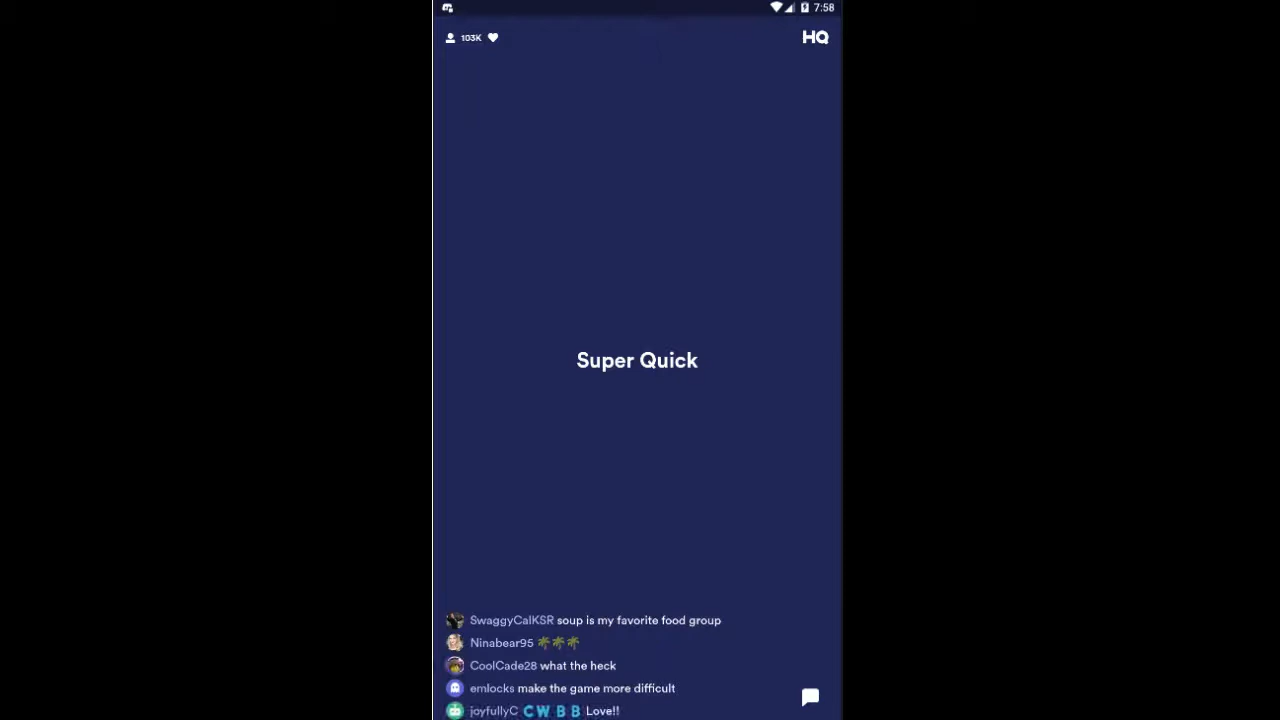 7:58
103K
HQ
Super Quick
SwaggyCalKSR soup is my favorite food group
Ninabear95 🌴🌴🌴
CoolCade28 what the heck
emlocks make the game more difficult
joyfullyC C W B B Love!!